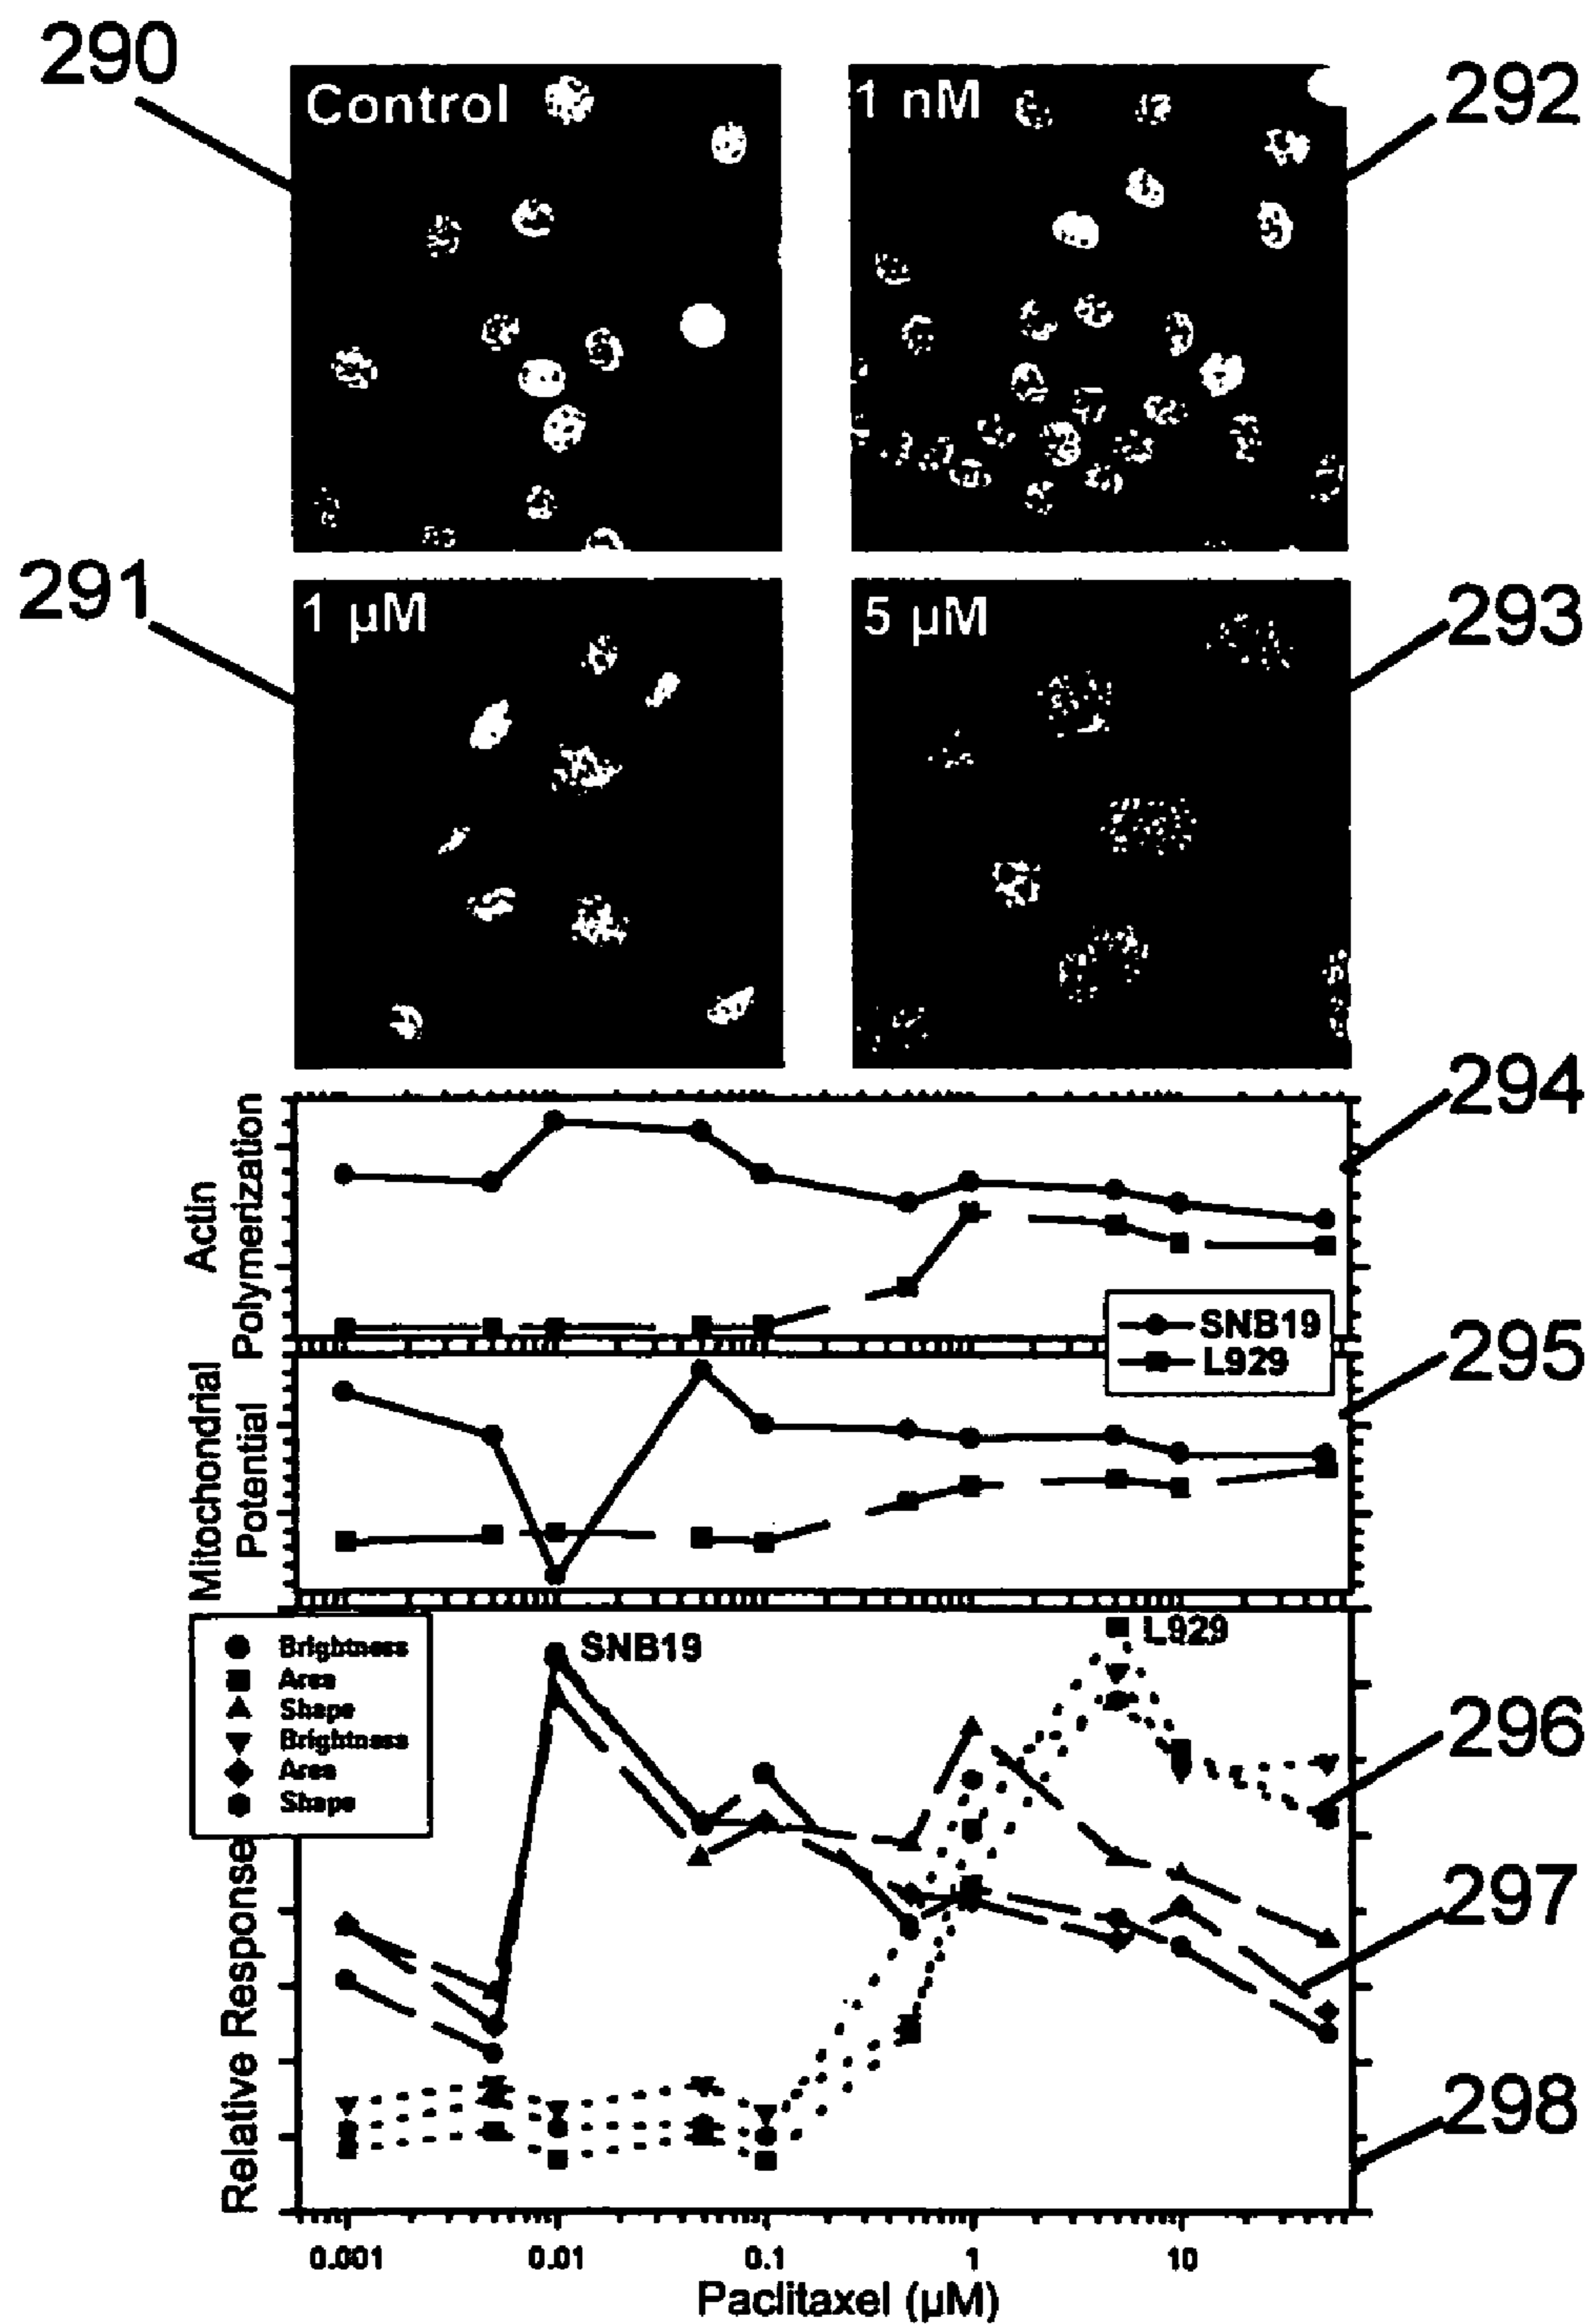 290
Control
1 nM
292
291
1 µM
5 µM
293
294
Actin
Polymerization
SNB19
L929
295
Mitochondrial
Potential
Brightness
Area
Shape
Brightness
Area
Shape
SNB19
L929
296
297
298
Relative Response
0.001
0.01
0.1
1
10
Paclitaxel (µM)